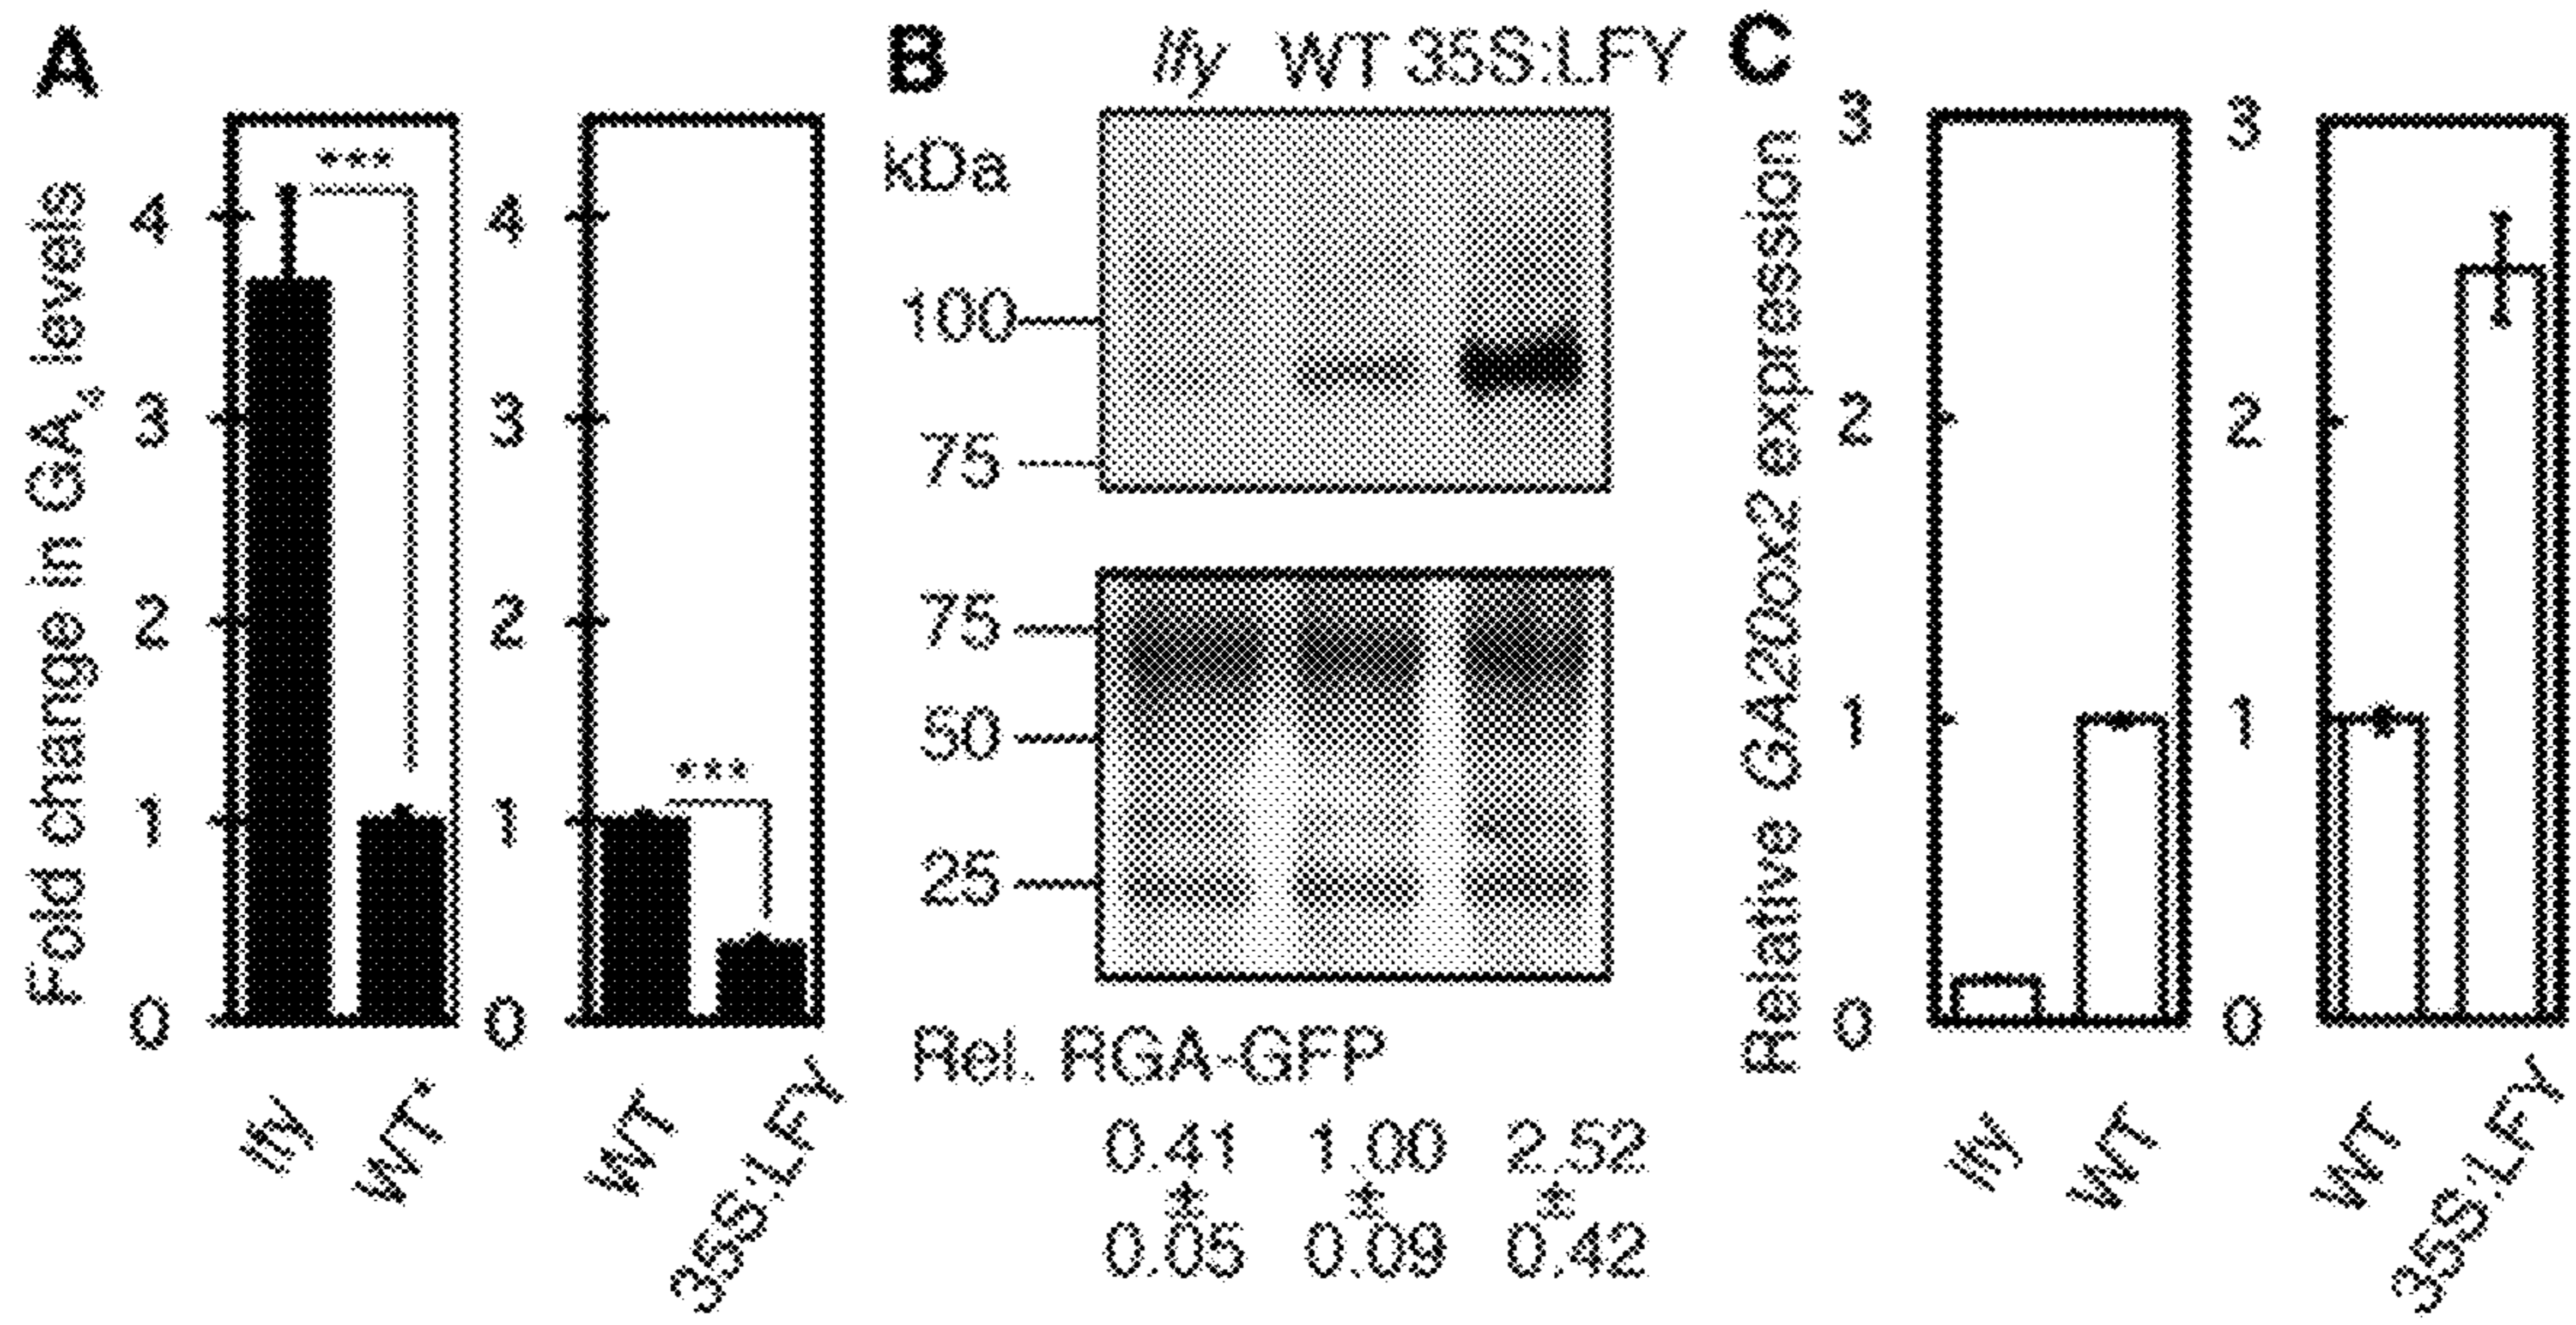 A
Fold change in GA₄ levels
4
3
2
1
0
***
lfy
WT*
4
3
2
1
0
***
WT
35S:LFY
B
lfy WT 35S:LFY
kDa
100
75
75
50
25
Rel. RGA-GFP
0.41 1.00 2.52
± ± ±
0.05 0.09 0.42
C
Relative GA20ox2 expression
3
2
1
0
lfy
WT
3
2
1
0
WT
35S:LFY